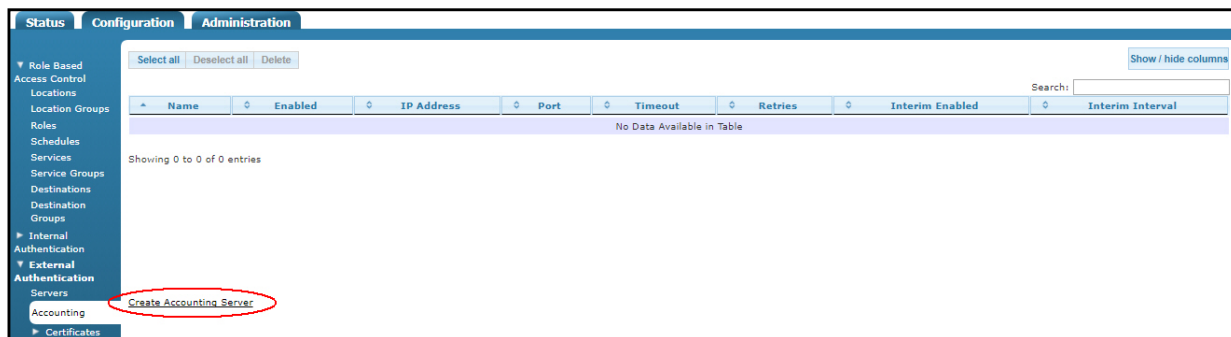 Status Configuration Administration
Role Based
Access Control
Locations
Location Groups
Roles
Schedules
Services
Service Groups
Destinations
Destination
Groups
Internal
Authentication
External
Authentication
Servers
Accounting
Certificates
Select all Deselect all Delete
Show / hide columns
Search:
Name Enabled IP Address Port Timeout Retries Interim Enabled Interim Interval
No Data Available in Table
Showing 0 to 0 of 0 entries
Create Accounting Server